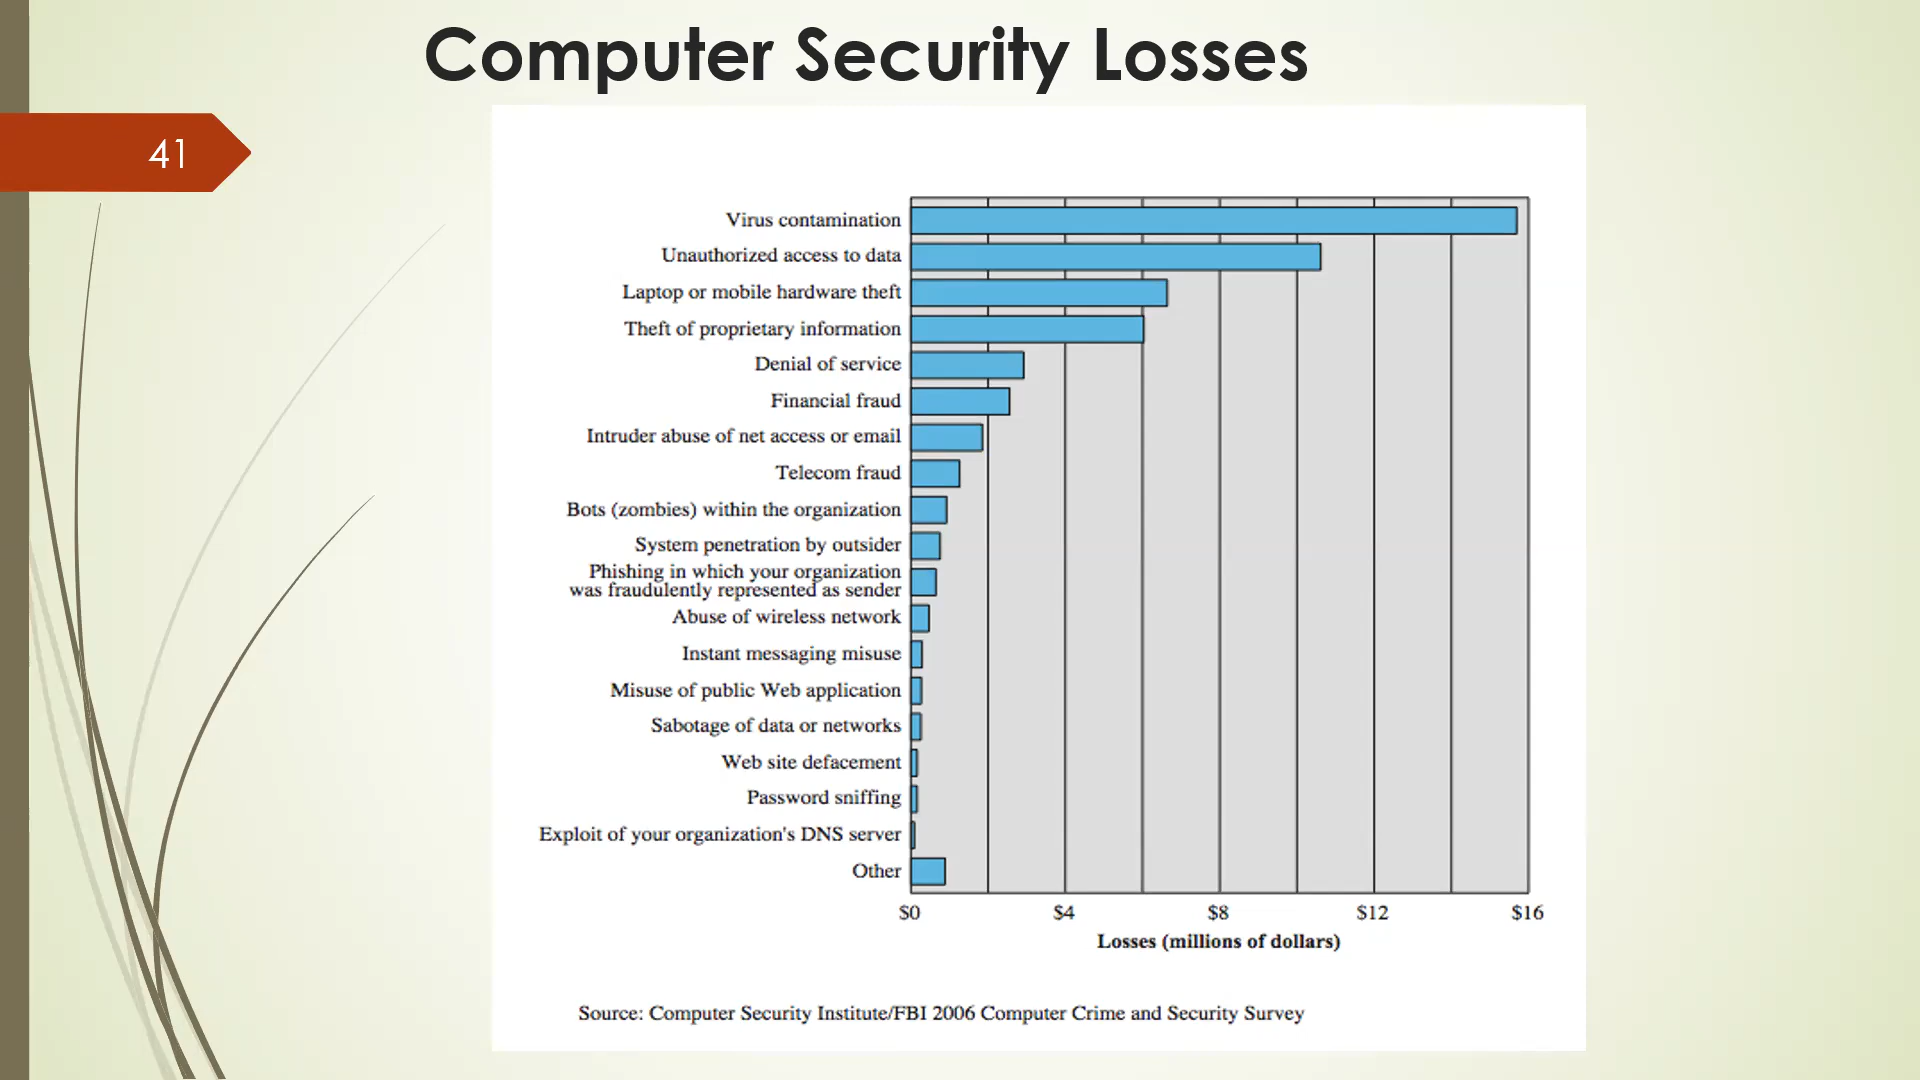 Computer Security Losses
41
Virus contamination
Unauthorized access to data
Laptop or mobile hardware theft
Theft of proprietary information
Denial of service
Financial fraud
Intruder abuse of net access or email
Telecom fraud
Bots (zombies) within the organization
System penetration by outsider
Phishing in which your organization
was fraudulently represented as sender
Abuse of wireless network
Instant messaging misuse
Misuse of public Web application
Sabotage of data or networks
Web site defacement
Password sniffing
Exploit of your organization's DNS server
Other
$0 $4 $8 $12 $16
Losses (millions of dollars)
Source: Computer Security Institute/FBI 2006 Computer Crime and Security Survey